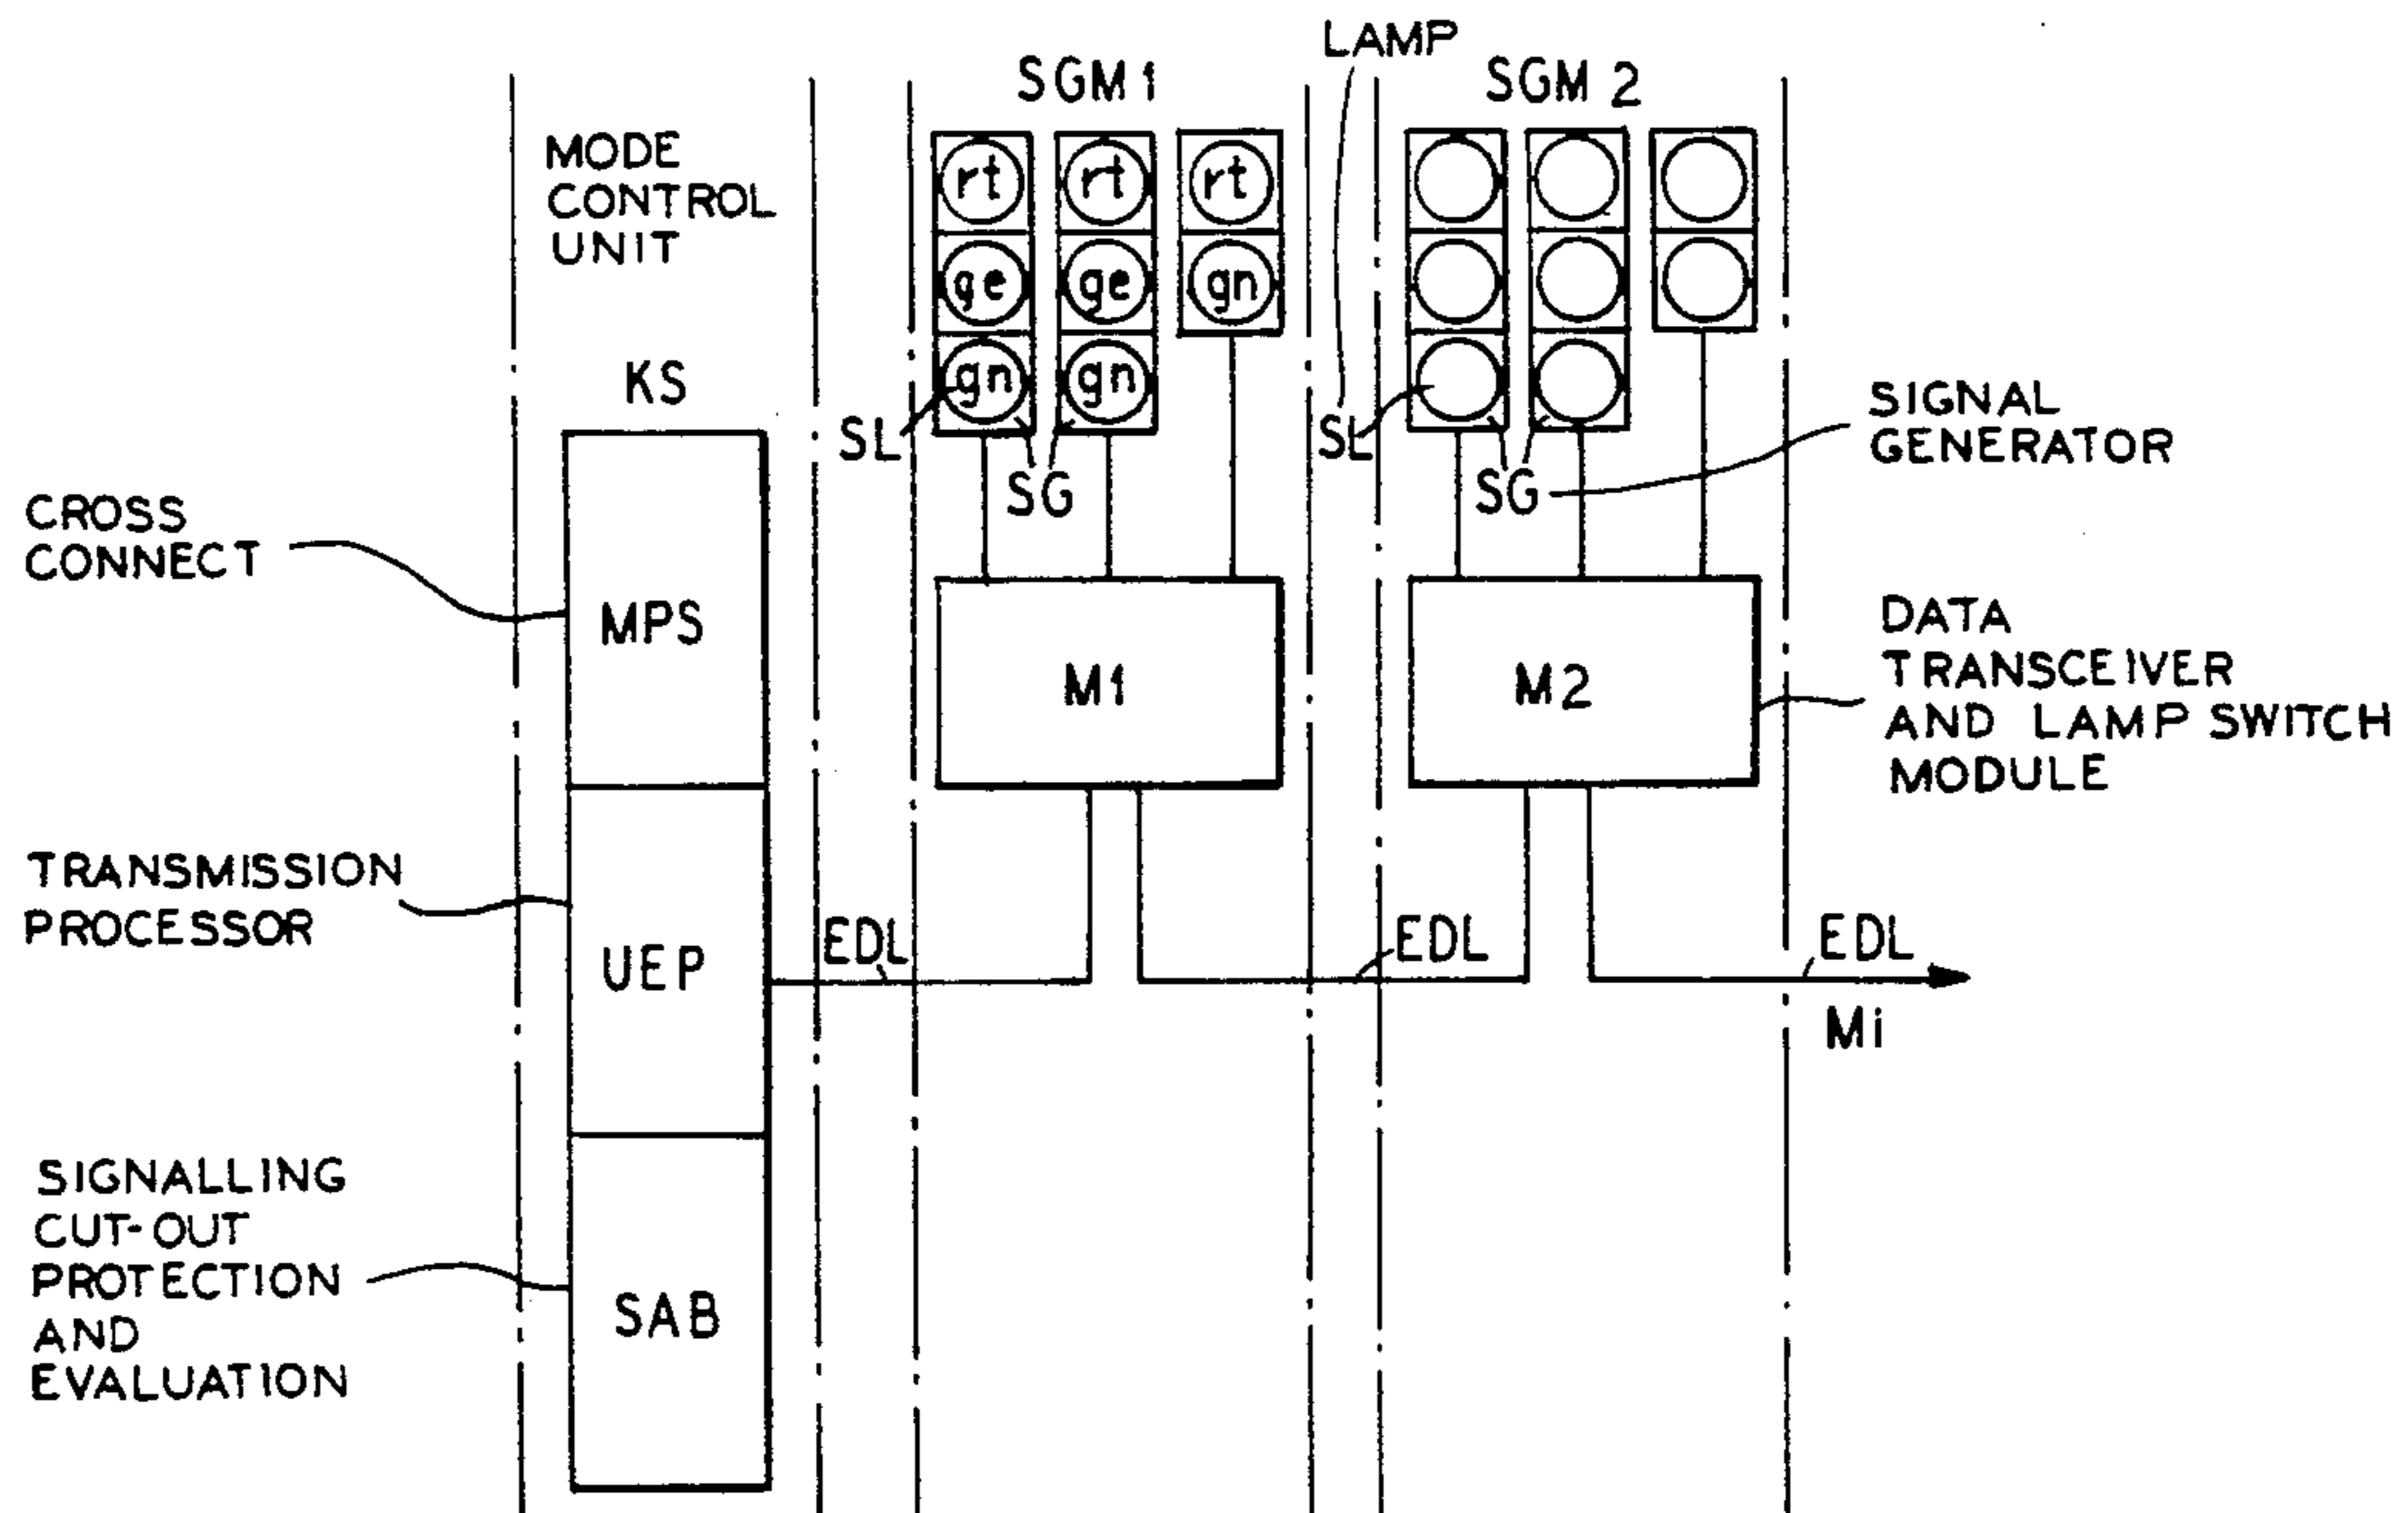 LAMP
SGM 1
SGM 2
MODE
CONTROL
UNIT
rt
rt
rt
ge
ge
gn
gn
gn
KS
SL
SG
SL
SG
SIGNAL
GENERATOR
CROSS
CONNECT
MPS
M1
M2
DATA
TRANSCEIVER
AND LAMP SWITCH
MODULE
TRANSMISSION
PROCESSOR
UEP
EDL
EDL
EDL
Mi
SIGNALLING
CUT-OUT
PROTECTION
AND
EVALUATION
SAB